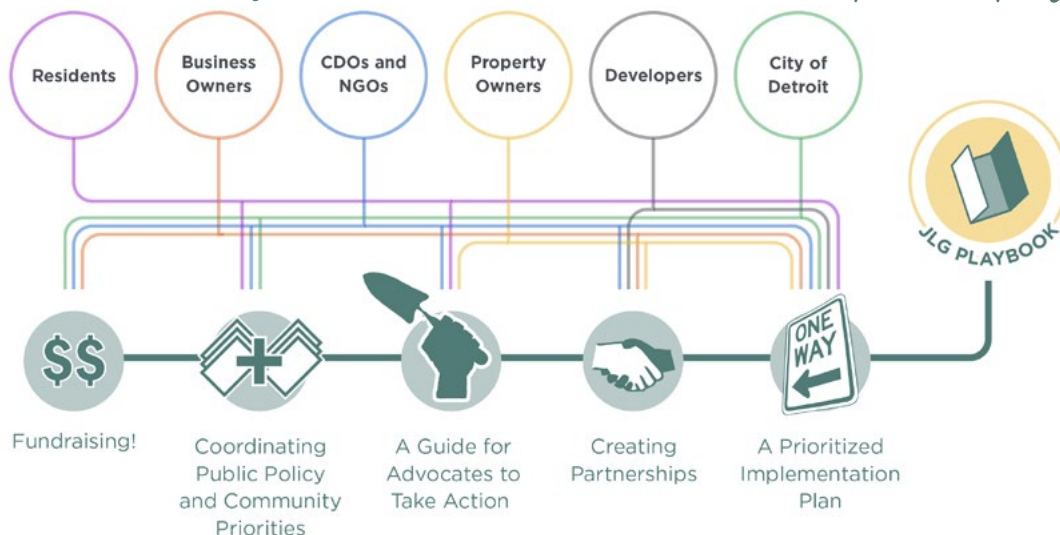 Residents
Business
Owners
CDOs and
NGOs
Property
Owners
Developers
City of
Detroit
JLG PLAYBOOK
$$
ONE
WAY
Fundraising!
Coordinating
Public Policy
and Community
Priorities
A Guide for
Advocates to
Take Action
Creating
Partnerships
A Prioritized
Implementation
Plan